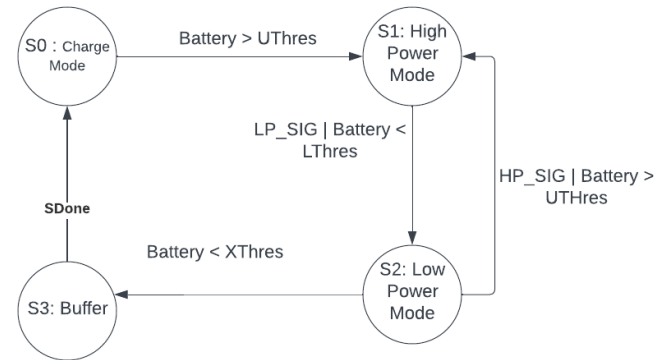 S0 : Charge
Mode
Battery > UThres
S1: High
Power
Mode
LP_SIG | Battery <
LThres
HP_SIG | Battery >
UTHres
SDone
Battery < XThres
S2: Low
Power
Mode
S3: Buffer